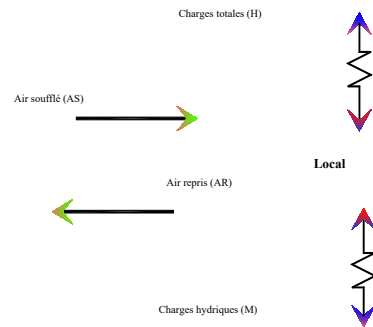 Charges totales (H)
Air soufflé (AS)
Local
Air repris (AR)
Charges hydriques (M)